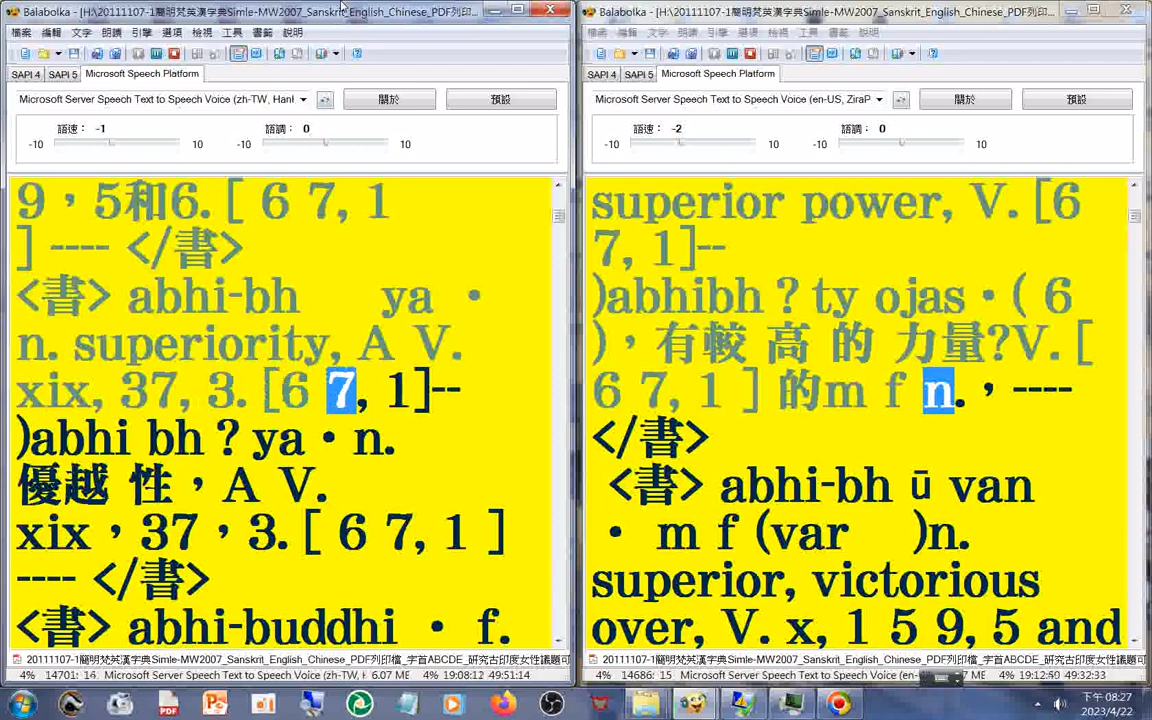 Balabolka - [H:\20111107-1簡明梵英漢字典Simle-MW2007_Sanskrit_English_Chinese_PDF列印...
檔案 編輯 文字 朗讀 引擎 選項 檢視 工具 書籤 說明
SAPI 4 SAPI 5 Microsoft Speech Platform
Microsoft Server Speech Text to Speech Voice (zh-TW, HanH
關於 預設
語速： -1 語調： 0
-10 10 -10 10
9，5和6. [ 6 7, 1
] ---- </書>
<書> abhi-bh ya •
n. superiority, A V.
xix, 37, 3. [6 7, 1]--
)abhi bh ? ya • n.
優越 性，A V.
xix，37，3. [ 6 7, 1 ]
---- </書>
<書> abhi-buddhi • f.
20111107-1簡明梵英漢字典Simle-MW2007_Sanskrit_English_Chinese_PDF列印檔_字首ABCDE_研究古印度女性議題可
4% 14701: 16 Microsoft Server Speech Text to Speech Voice (zh-TW, 6.07 ME 4% 19:08:12 49:51:14
Balabolka - [H:\20111107-1簡明梵英漢字典Simle-MW2007_Sanskrit_English_Chinese_PDF列印...
檔案 編輯 文字 朗讀 引擎 選項 檢視 工具 書籤 說明
SAPI 4 SAPI 5 Microsoft Speech Platform
Microsoft Server Speech Text to Speech Voice (en-US, ZiraP
關於 預設
語速： -2 語調： 0
-10 10 -10 10
superior power, V. [6
7, 1]--
)abhibh ? ty ojas •( 6
)，有較 高 的 力量?V. [
6 7, 1 ] 的m f n.，----
</書>
<書> abhi-bh ū van
• m f (var )n.
superior, victorious
over, V. x, 1 5 9, 5 and
20111107-1簡明梵英漢字典Simle-MW2007_Sanskrit_English_Chinese_PDF列印檔_字首ABCDE_研究古印度女性議題可
4% 14686: 15 Microsoft Server Speech Text to Speech Voice ME 4% 19:12:50 49:32:33
下午 08:27
2023/4/22